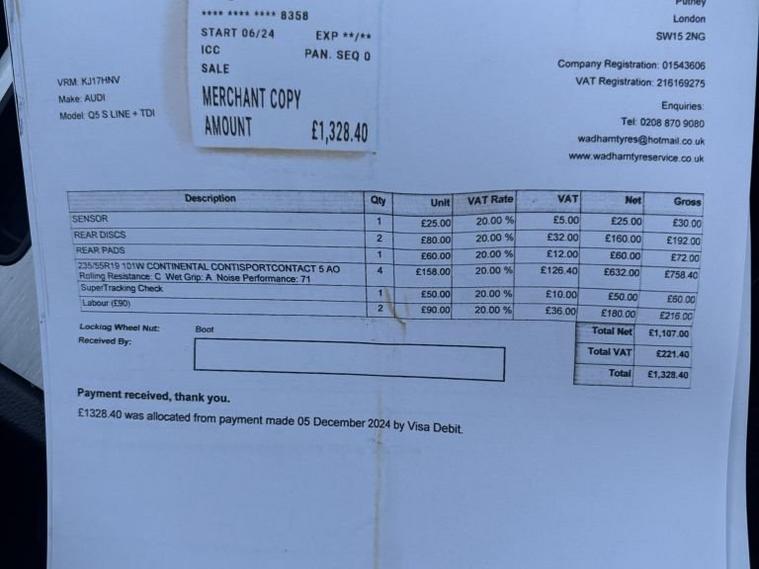 Putney
**** **** **** 8358
London
START 06/24 EXP **/**
SW15 2NG
ICC PAN. SEQ 0
SALE
Company Registration: 01543606
VRM: KJ17HNV
VAT Registration: 216169275
Make: AUDI
MERCHANT COPY
Enquiries:
Model: Q5 S LINE + TDI
AMOUNT £1,328.40
Tel: 0208 870 9080
wadhamtyres@hotmail.co.uk
www.wadhamtyreservice.co.uk
Description Qty Unit VAT Rate VAT Net Gross
SENSOR 1 £25.00 20.00 % £5.00 £25.00 £30.00
REAR DISCS 2 £80.00 20.00 % £32.00 £160.00 £192.00
REAR PADS 1 £60.00 20.00 % £12.00 £60.00 £72.00
235/55R19 101W CONTINENTAL CONTISPORTCONTACT 5 AO 4 £158.00 20.00 % £126.40 £632.00 £758.40
Rolling Resistance: C Wet Grip: A Noise Performance: 71
SuperTracking Check 1 £50.00 20.00 % £10.00 £50.00 £60.00
Labour (£90) 2 £90.00 20.00 % £36.00 £180.00 £216.00
Locking Wheel Nut: Boot
Total Net £1,107.00
Received By:
Total VAT £221.40
Total £1,328.40
Payment received, thank you.
£1328.40 was allocated from payment made 05 December 2024 by Visa Debit.